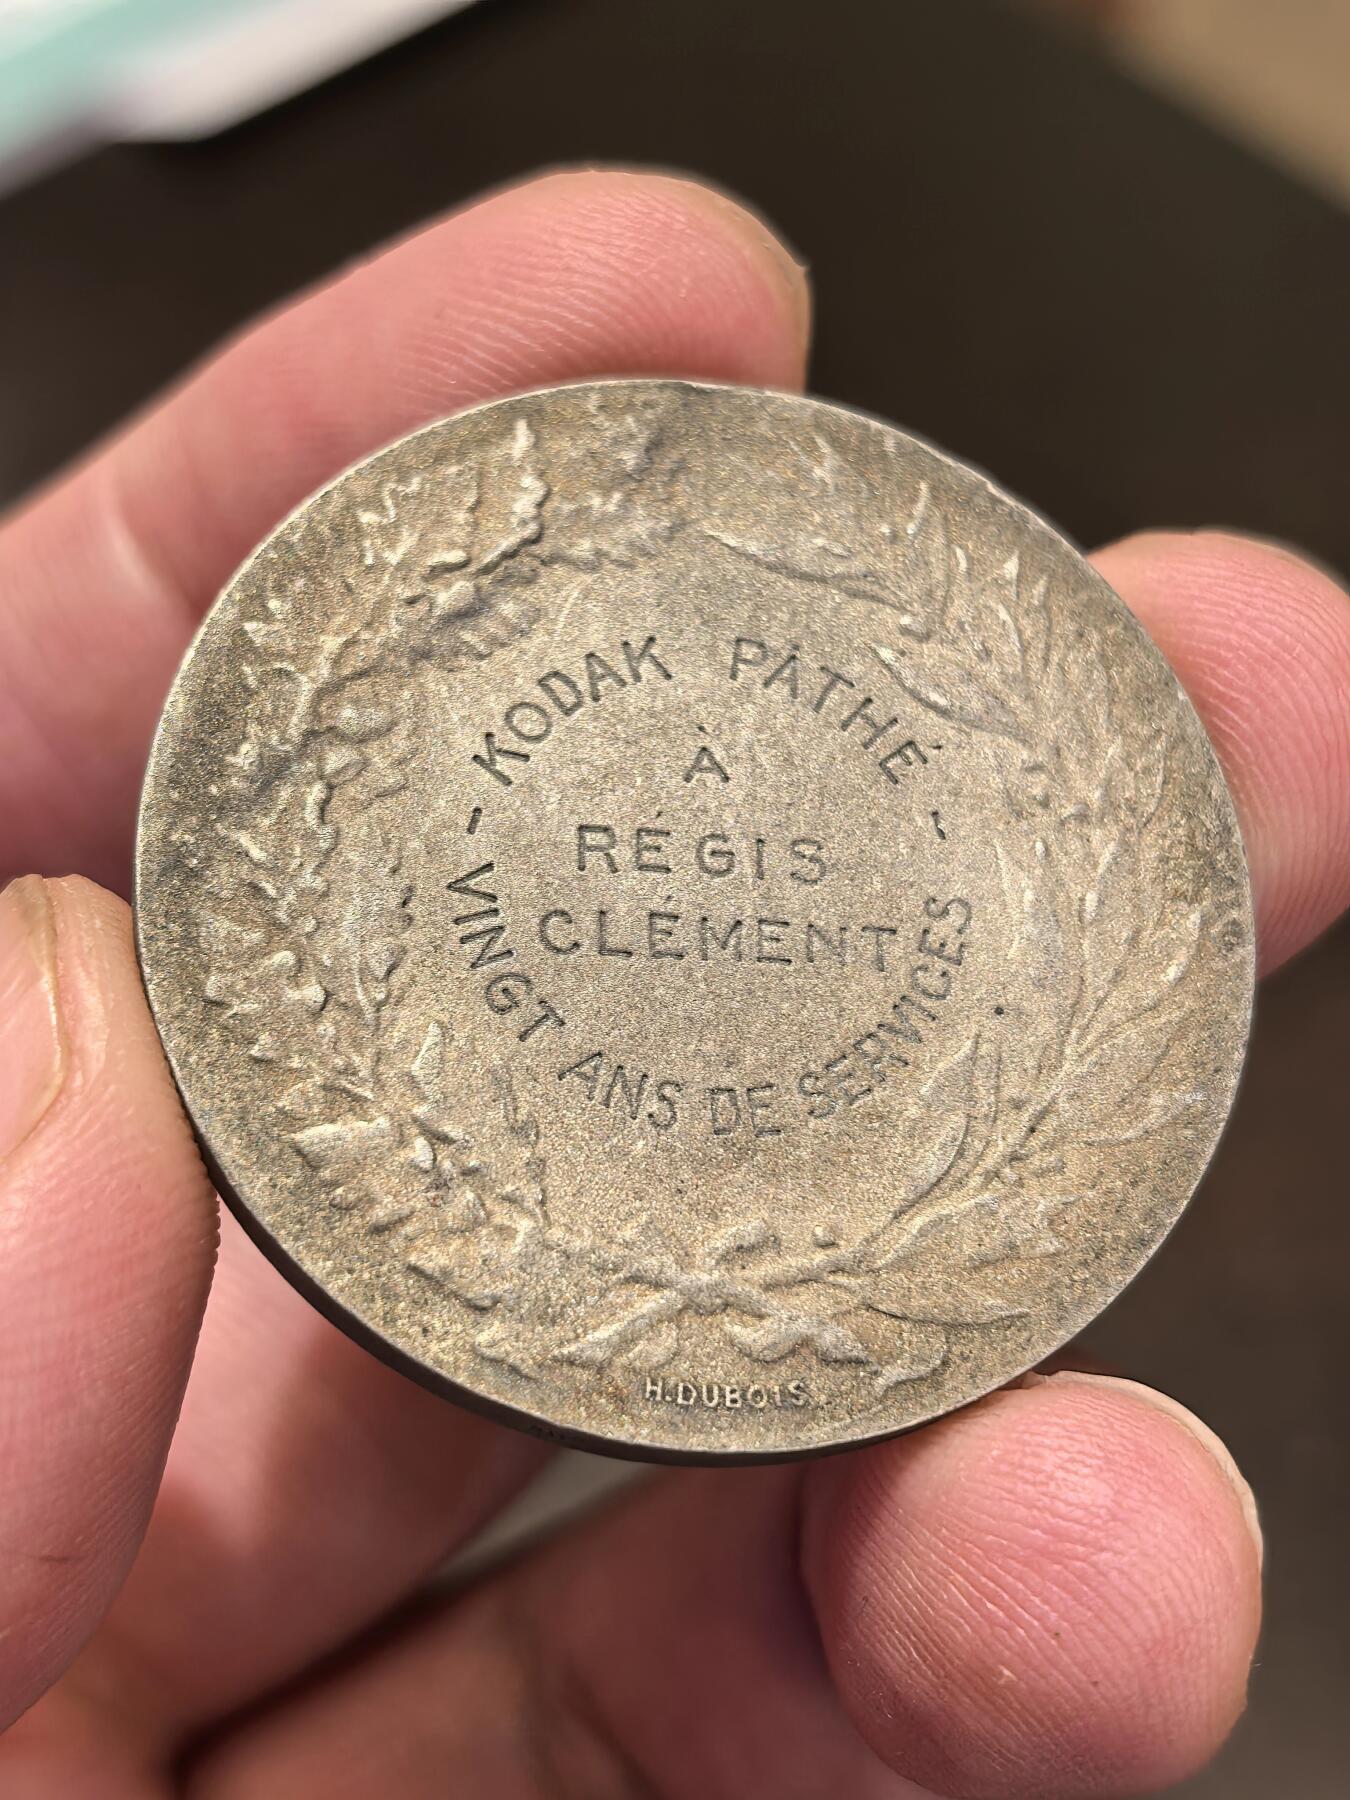 - KODAK PATHÉ -
À
RÉGIS
CLÉMENT
VINGT ANS DE SERVICES
H. DUBOIS.